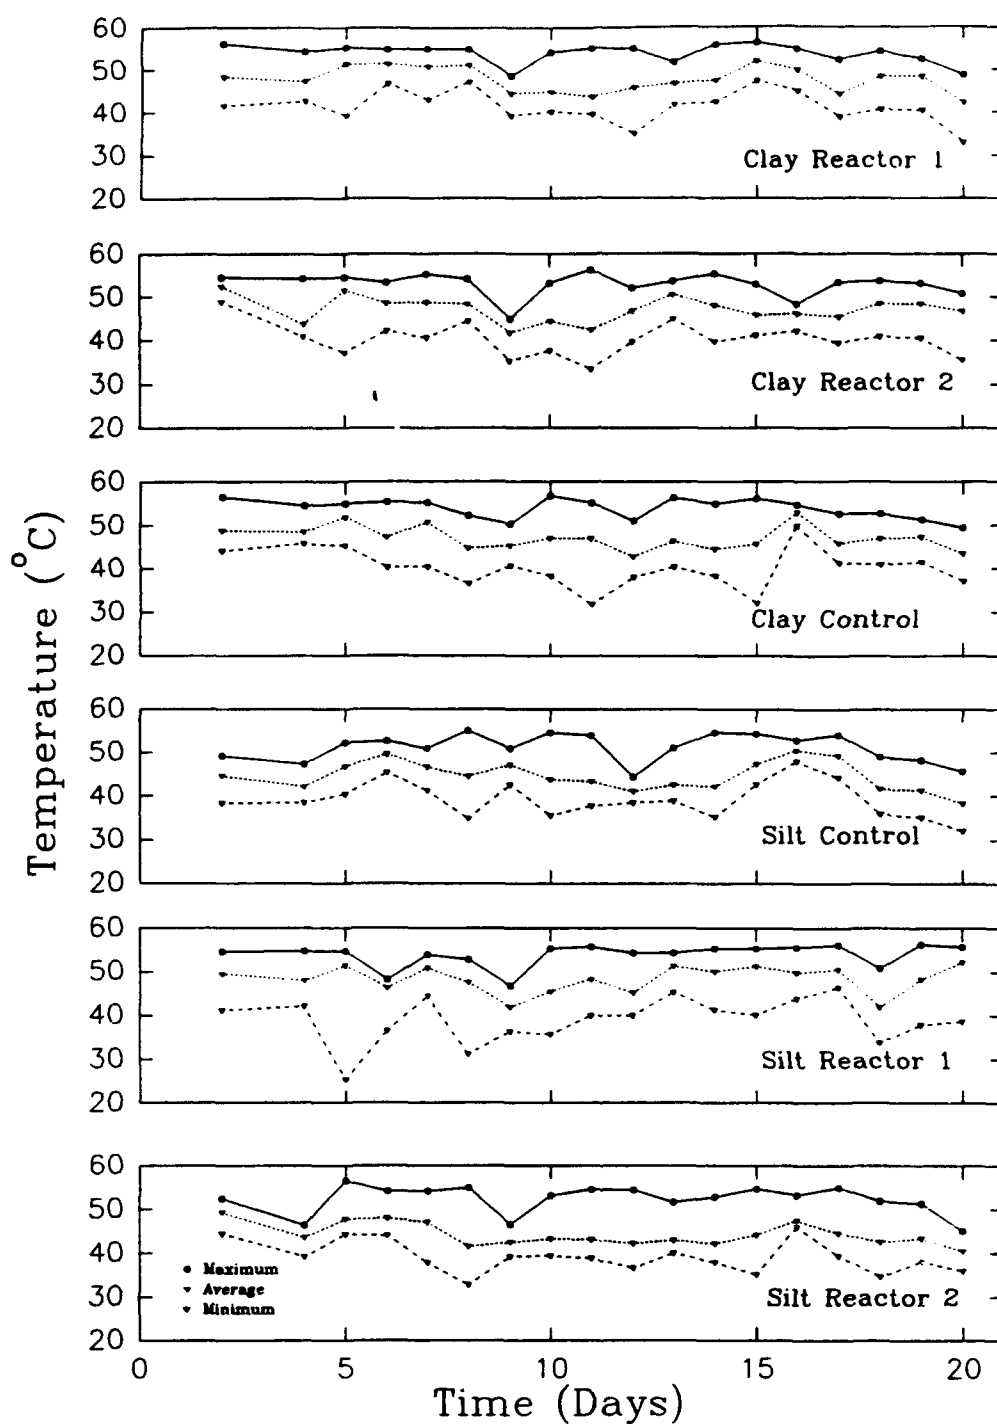 60
50
40
30
20
Clay Reactor 1
60
50
40
30
20
Clay Reactor 2
60
50
40
30
20
Clay Control
60
50
40
30
20
Silt Control
60
50
40
30
20
Silt Reactor 1
60
50
40
30
20
Maximum
Average
Minimum
Silt Reactor 2
0 5 10 15 20
Time (Days)
Temperature (°C)